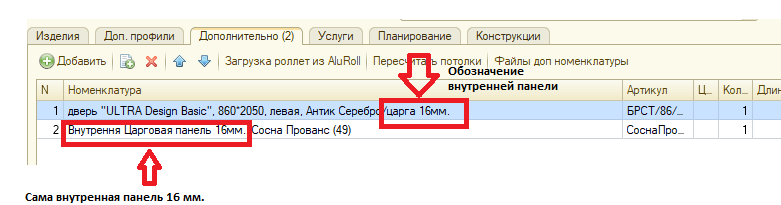 Изделия Доп. профили Дополнительно (2) Услуги Планирование Конструкции
Добавить Загрузка роллет из AluRoll Пересчитать потолки Файлы доп номенклатуры
Обозначение
внутренней панели
N Номенклатура Артикул Ц... Кол... Длин
1 дверь "ULTRA Design Basic", 860*2050, левая, Антик Серебро/царга 16мм. БРСТ/86/... 1
2 Внутрення Царговая панель 16мм. Сосна Прованс (49) СоснаПро... 1
Сама внутренная панель 16 мм.